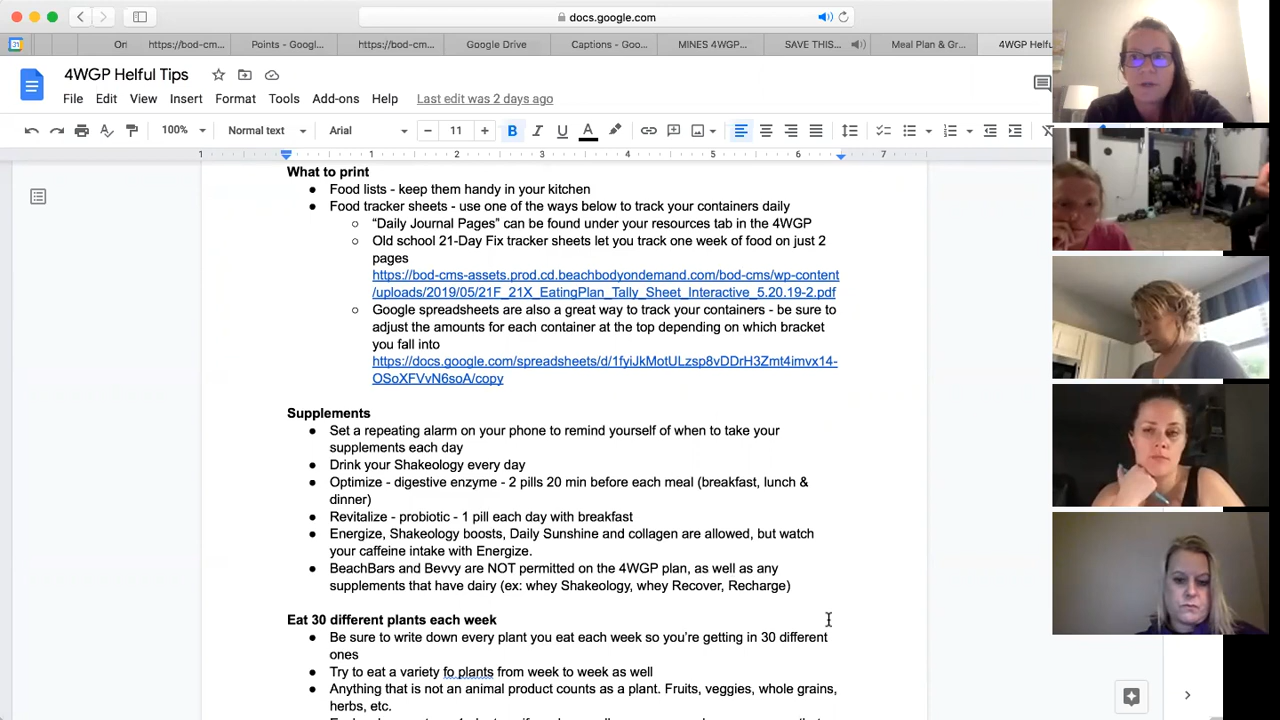 docs.google.com
31
On
https://bod-cm...
Points - Googl...
https://bod-cm...
Google Drive
Captions - Goo...
MINES 4WGP...
SAVE THIS...
Meal Plan & Gr...
4WGP Helfu
4WGP Helful Tips
File Edit View Insert Format Tools Add-ons Help Last edit was 2 days ago
100% Normal text Arial 11 B I U A
1 1 2 3 4 5 6 7
What to print
● Food lists - keep them handy in your kitchen
● Food tracker sheets - use one of the ways below to track your containers daily
○ “Daily Journal Pages” can be found under your resources tab in the 4WGP
○ Old school 21-Day Fix tracker sheets let you track one week of food on just 2
pages
https://bod-cms-assets.prod.cd.beachbodyondemand.com/bod-cms/wp-content
/uploads/2019/05/21F_21X_EatingPlan_Tally_Sheet_Interactive_5.20.19-2.pdf
○ Google spreadsheets are also a great way to track your containers - be sure to
adjust the amounts for each container at the top depending on which bracket
you fall into
https://docs.google.com/spreadsheets/d/1fyiJkMotULzsp8vDDrH3Zmt4imvx14-
OSoXFVvN6soA/copy
Supplements
● Set a repeating alarm on your phone to remind yourself of when to take your
supplements each day
● Drink your Shakeology every day
● Optimize - digestive enzyme - 2 pills 20 min before each meal (breakfast, lunch &
dinner)
● Revitalize - probiotic - 1 pill each day with breakfast
● Energize, Shakeology boosts, Daily Sunshine and collagen are allowed, but watch
your caffeine intake with Energize.
● BeachBars and Bevvy are NOT permitted on the 4WGP plan, as well as any
supplements that have dairy (ex: whey Shakeology, whey Recover, Recharge)
Eat 30 different plants each week
● Be sure to write down every plant you eat each week so you’re getting in 30 different
ones
● Try to eat a variety fo plants from week to week as well
● Anything that is not an animal product counts as a plant. Fruits, veggies, whole grains,
herbs, etc.